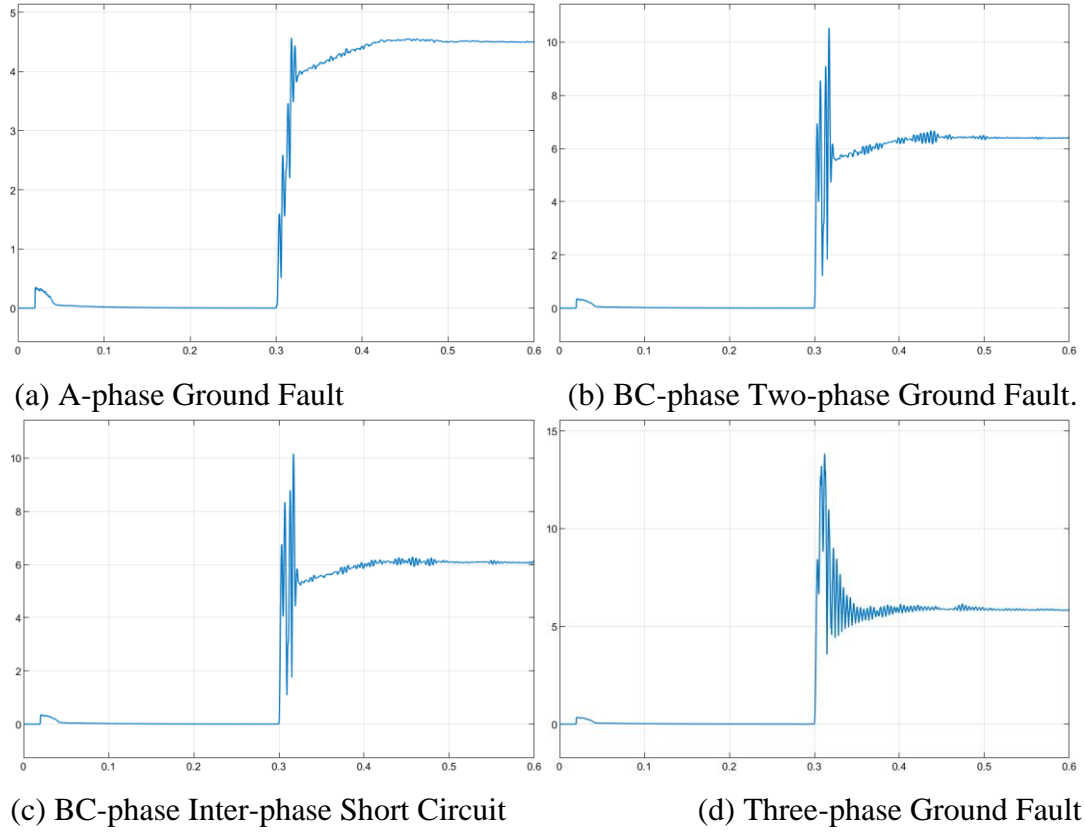 5
4
3
2
1
0
0 0.1 0.2 0.3 0.4 0.5 0.6
(a) A-phase Ground Fault
10
8
6
4
2
0
0 0.1 0.2 0.3 0.4 0.5 0.6
(b) BC-phase Two-phase Ground Fault.
10
8
6
4
2
0
0 0.1 0.2 0.3 0.4 0.5 0.6
(c) BC-phase Inter-phase Short Circuit
15
10
5
0
0 0.1 0.2 0.3 0.4 0.5 0.6
(d) Three-phase Ground Fault